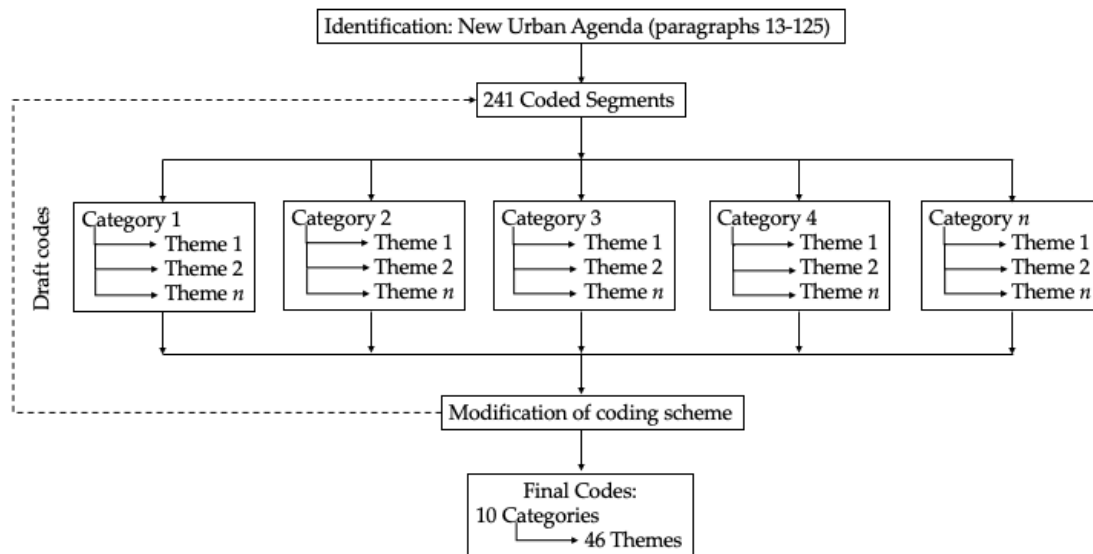 Identification: New Urban Agenda (paragraphs 13-125)
241 Coded Segments
Draft codes
Category 1
Theme 1
Theme 2
Theme n
Category 2
Theme 1
Theme 2
Theme n
Category 3
Theme 1
Theme 2
Theme n
Category 4
Theme 1
Theme 2
Theme n
Category n
Theme 1
Theme 2
Theme n
Modification of coding scheme
Final Codes:
10 Categories
46 Themes